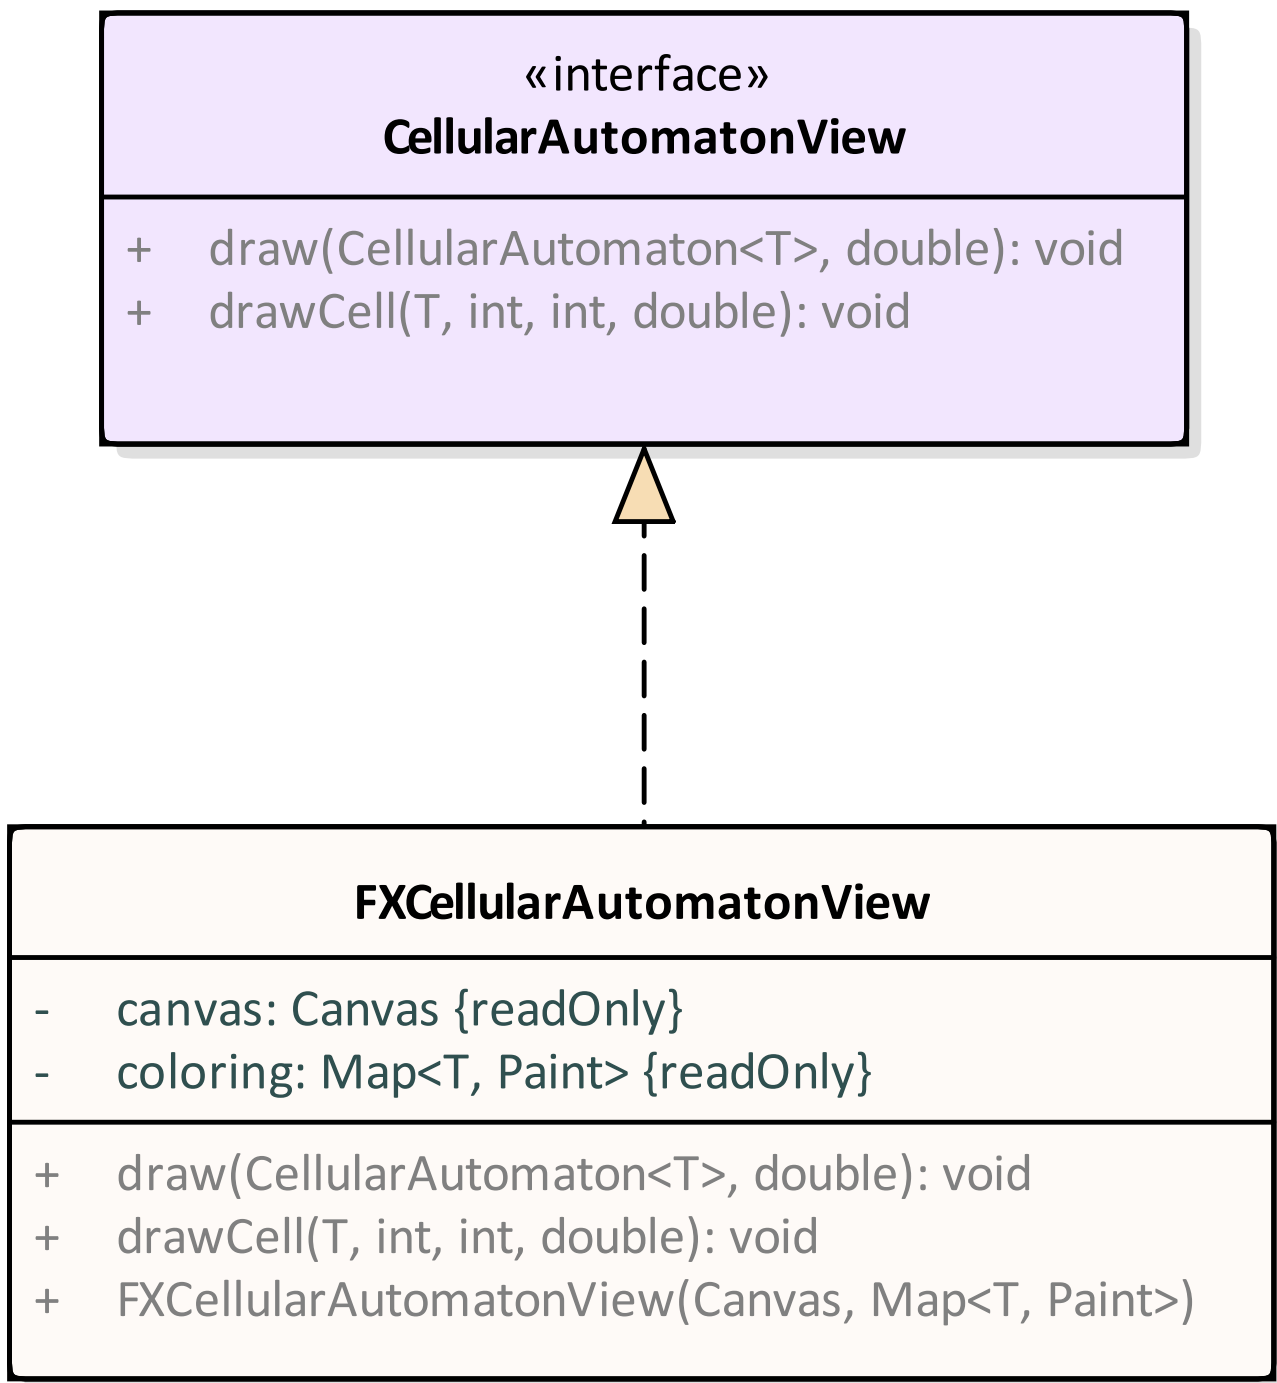 «interface»
CellularAutomatonView
+ draw(CellularAutomaton<T>, double): void
+ drawCell(T, int, int, double): void
FXCellularAutomatonView
- canvas: Canvas {readOnly}
- coloring: Map<T, Paint> {readOnly}
+ draw(CellularAutomaton<T>, double): void
+ drawCell(T, int, int, double): void
+ FXCellularAutomatonView(Canvas, Map<T, Paint>)